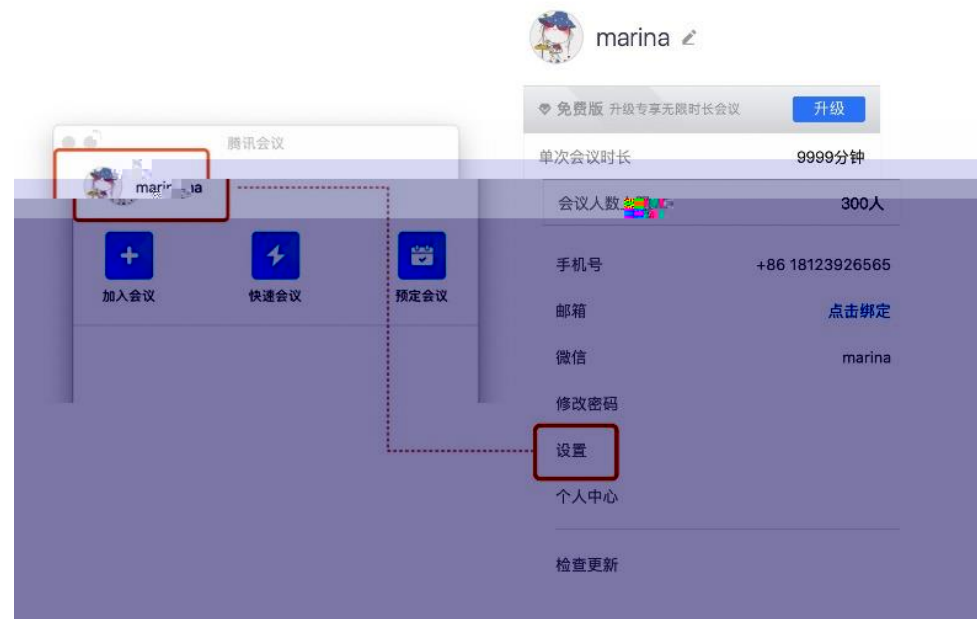 腾讯会议
加入会议
快速会议
预定会议
marina
免费版 升级专享无限时长会议
升级
单次会议时长 9999分钟
会议人数 300人
手机号 +86 18123926565
邮箱 点击绑定
微信 marina
修改密码
设置
个人中心
检查更新